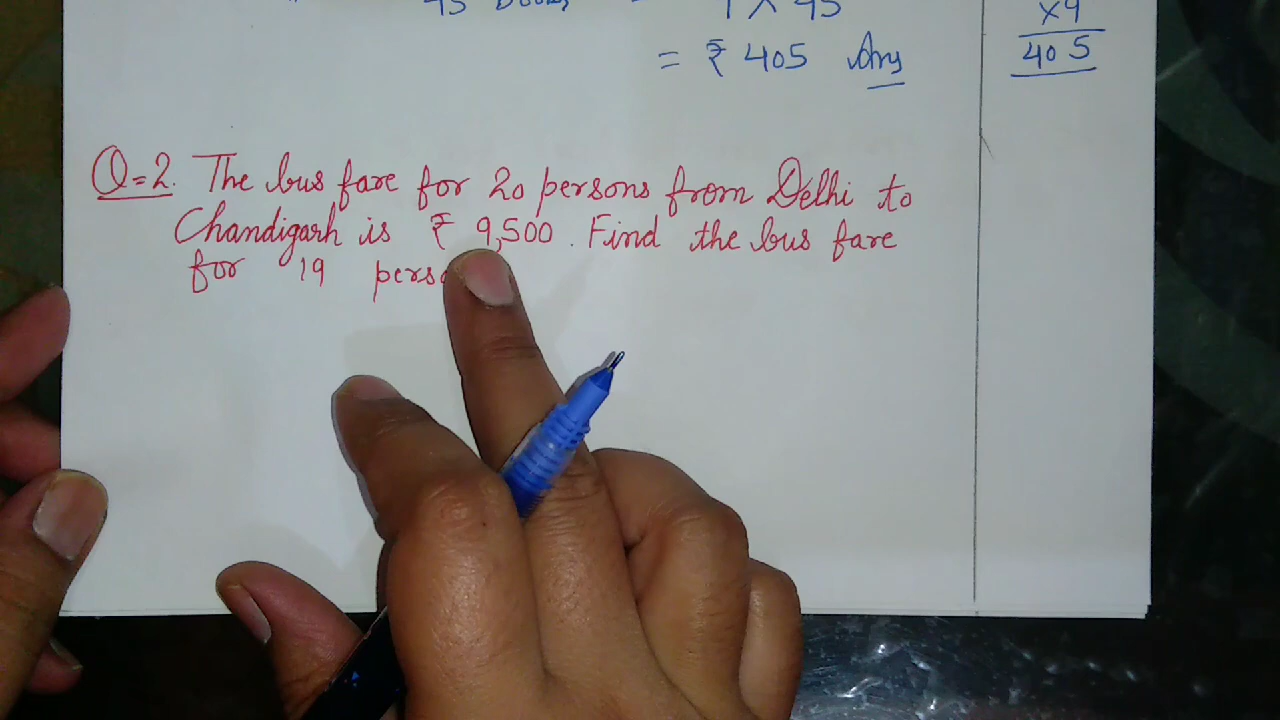 45
= ₹ 405 Ans
×9
405
Q=2. The bus fare for 20 persons from Delhi to
Chandigarh is ₹ 9,500. Find the bus fare
for 19